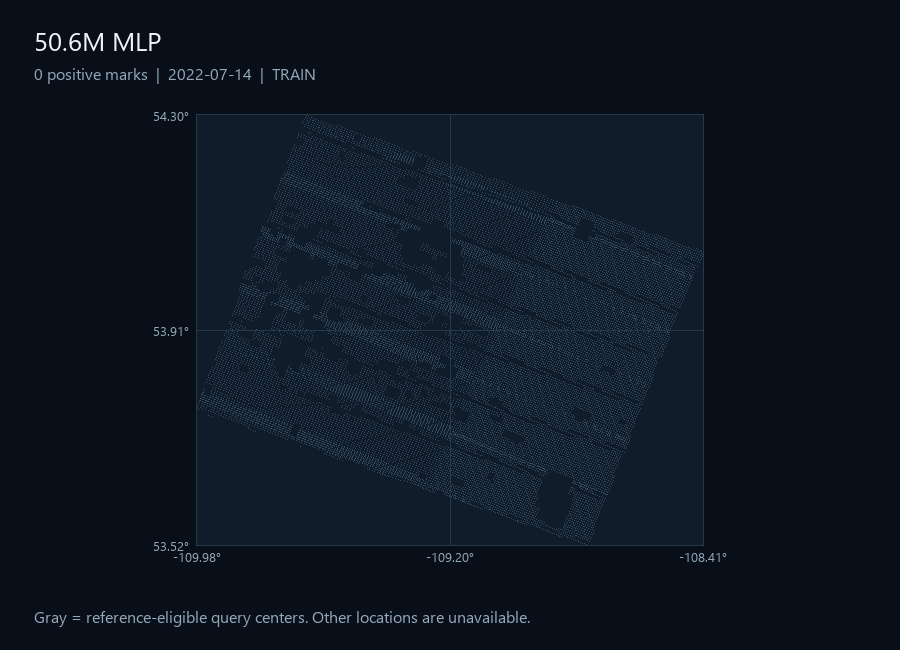 50.6M MLP
0 positive marks | 2022-07-14 | TRAIN
54.30°
53.91°
53.52°
-109.98° -109.20° -108.41°
Gray = reference-eligible query centers. Other locations are unavailable.